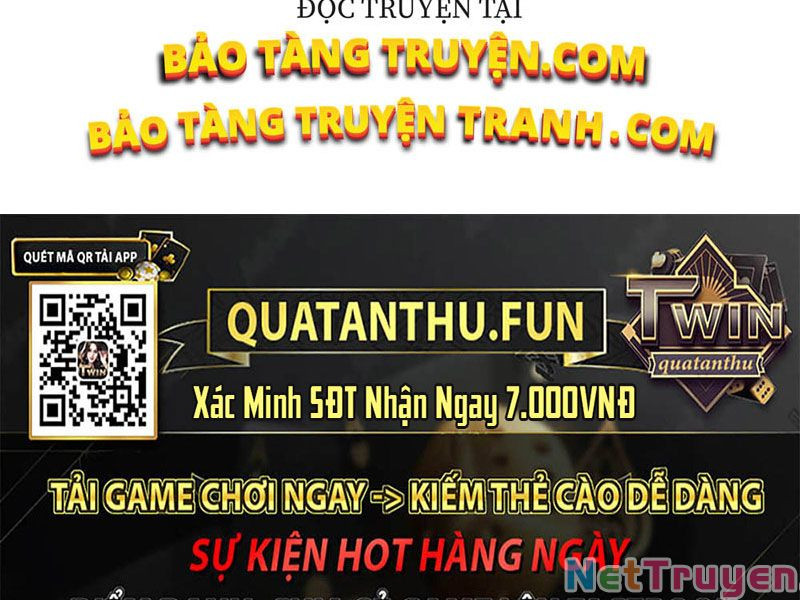 ĐỌC TRUYỆN TẠI
BẢO TÀNG TRUYỆN.COM
BẢO TÀNG TRUYỆN TRANH.COM
QUÉT MÃ QR TẢI APP
TWIN
QUATANTHU.FUN
TWIN
quatanthu
Xác Minh SĐT Nhận Ngay 7.000VNĐ
TẢI GAME CHƠI NGAY -> KIẾM THẺ CÀO DỄ DÀNG
SỰ KIỆN HOT HÀNG NGÀY
NetTruyen